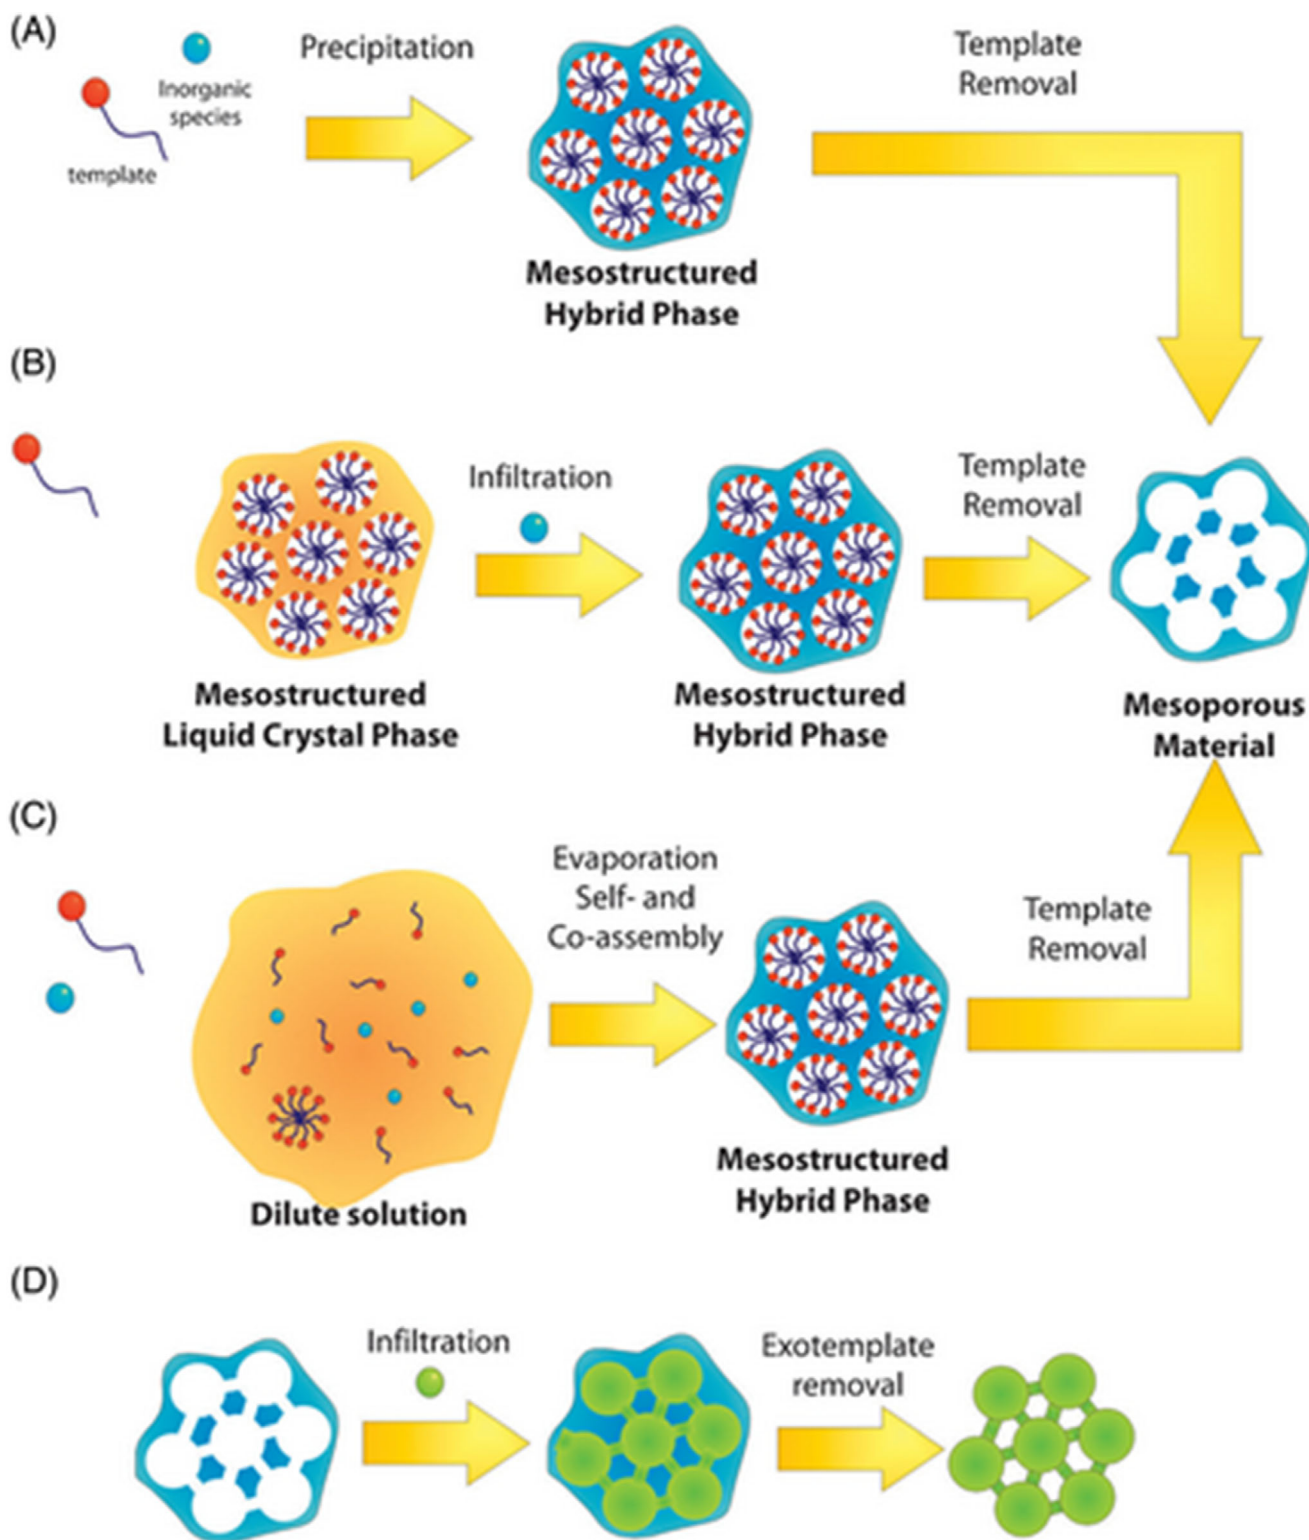 (A)
Inorganic
species
template
Precipitation
Mesostructured
Hybrid Phase
Template
Removal
(B)
Mesostructured
Liquid Crystal Phase
Infiltration
Mesostructured
Hybrid Phase
Template
Removal
Mesoporous
Material
(C)
Dilute solution
Evaporation
Self- and
Co-assembly
Mesostructured
Hybrid Phase
Template
Removal
(D)
Infiltration
Exotemplate
removal